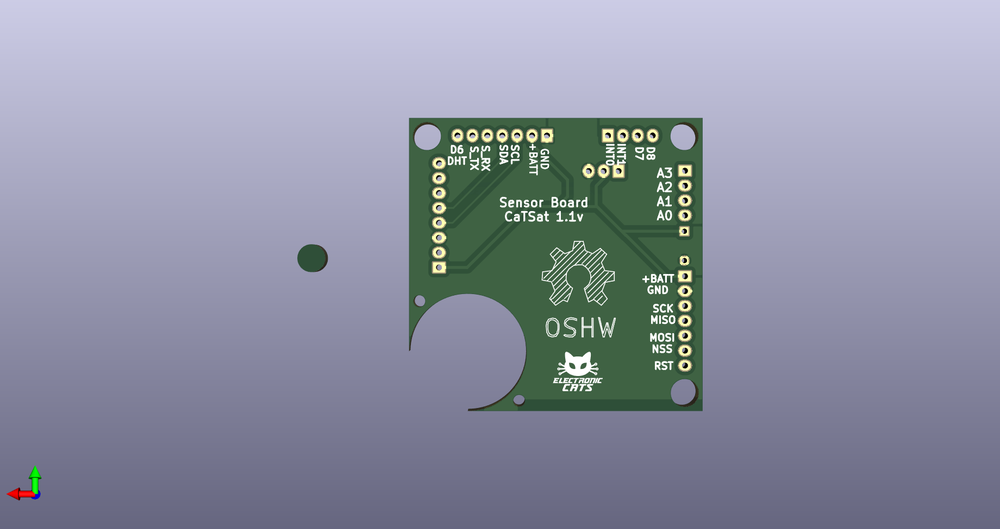 D6
DHT
S_TX
S_RX
SDA
SCL
+BATT
GND
INT0
INT1
D7
D8
A3
A2
A1
A0
Sensor Board
CaTSat 1.1v
+BATT
GND
SCK
MISO
MOSI
NSS
RST
OSHW
ELECTRONIC
CATS